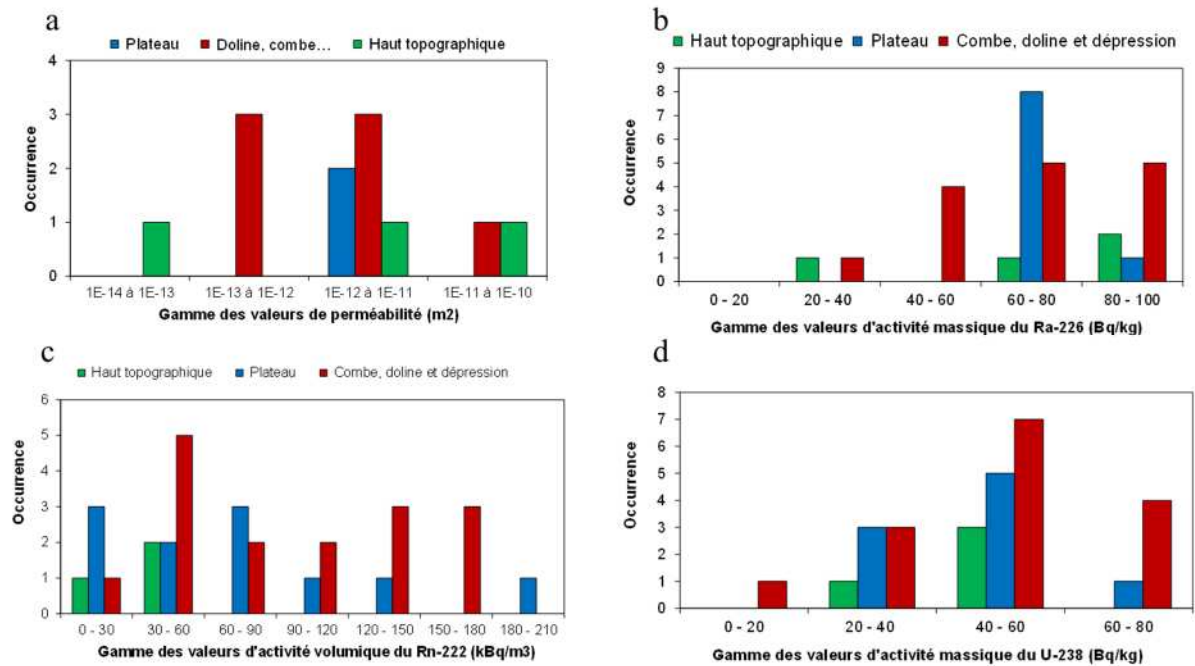 a
Plateau Doline, combe... Haut topographique
4
3
2
1
0
Occurrence
1E-14 à 1E-13 1E-13 à 1E-12 1E-12 à 1E-11 1E-11 à 1E-10
Gamme des valeurs de perméabilité (m2)
b
Haut topographique Plateau Combe, doline et dépression
9
8
7
6
5
4
3
2
1
0
Occurrence
0 - 20 20 - 40 40 - 60 60 - 80 80 - 100
Gamme des valeurs d'activité massique du Ra-226 (Bq/kg)
c
Haut topographique Plateau Combe, doline et dépression
6
5
4
3
2
1
0
Occurrence
0 - 30 30 - 60 60 - 90 90 - 120 120 - 150 150 - 180 180 - 210
Gamme des valeurs d'activité volumique du Rn-222 (kBq/m3)
d
8
7
6
5
4
3
2
1
0
Occurrence
0 - 20 20 - 40 40 - 60 60 - 80
Gamme des valeurs d'activité massique du U-238 (Bq/kg)